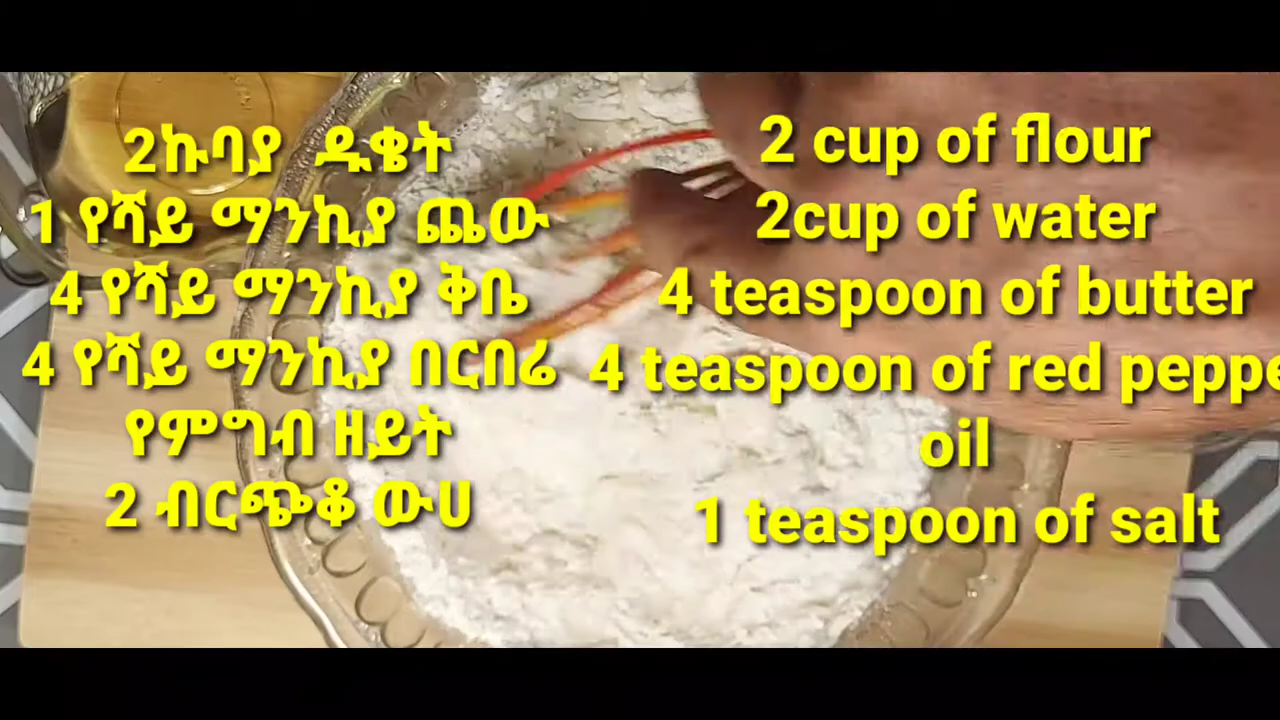 2ኩባያ ዱቄት
1 የሻይ ማንኪያ ጨው
4 የሻይ ማንኪያ ቅቤ
4 የሻይ ማንኪያ በርበሬ
የምግብ ዘይት
2 ብርጭቆ ውሀ
2 cup of flour
2cup of water
4 teaspoon of butter
4 teaspoon of red peppe
oil
1 teaspoon of salt